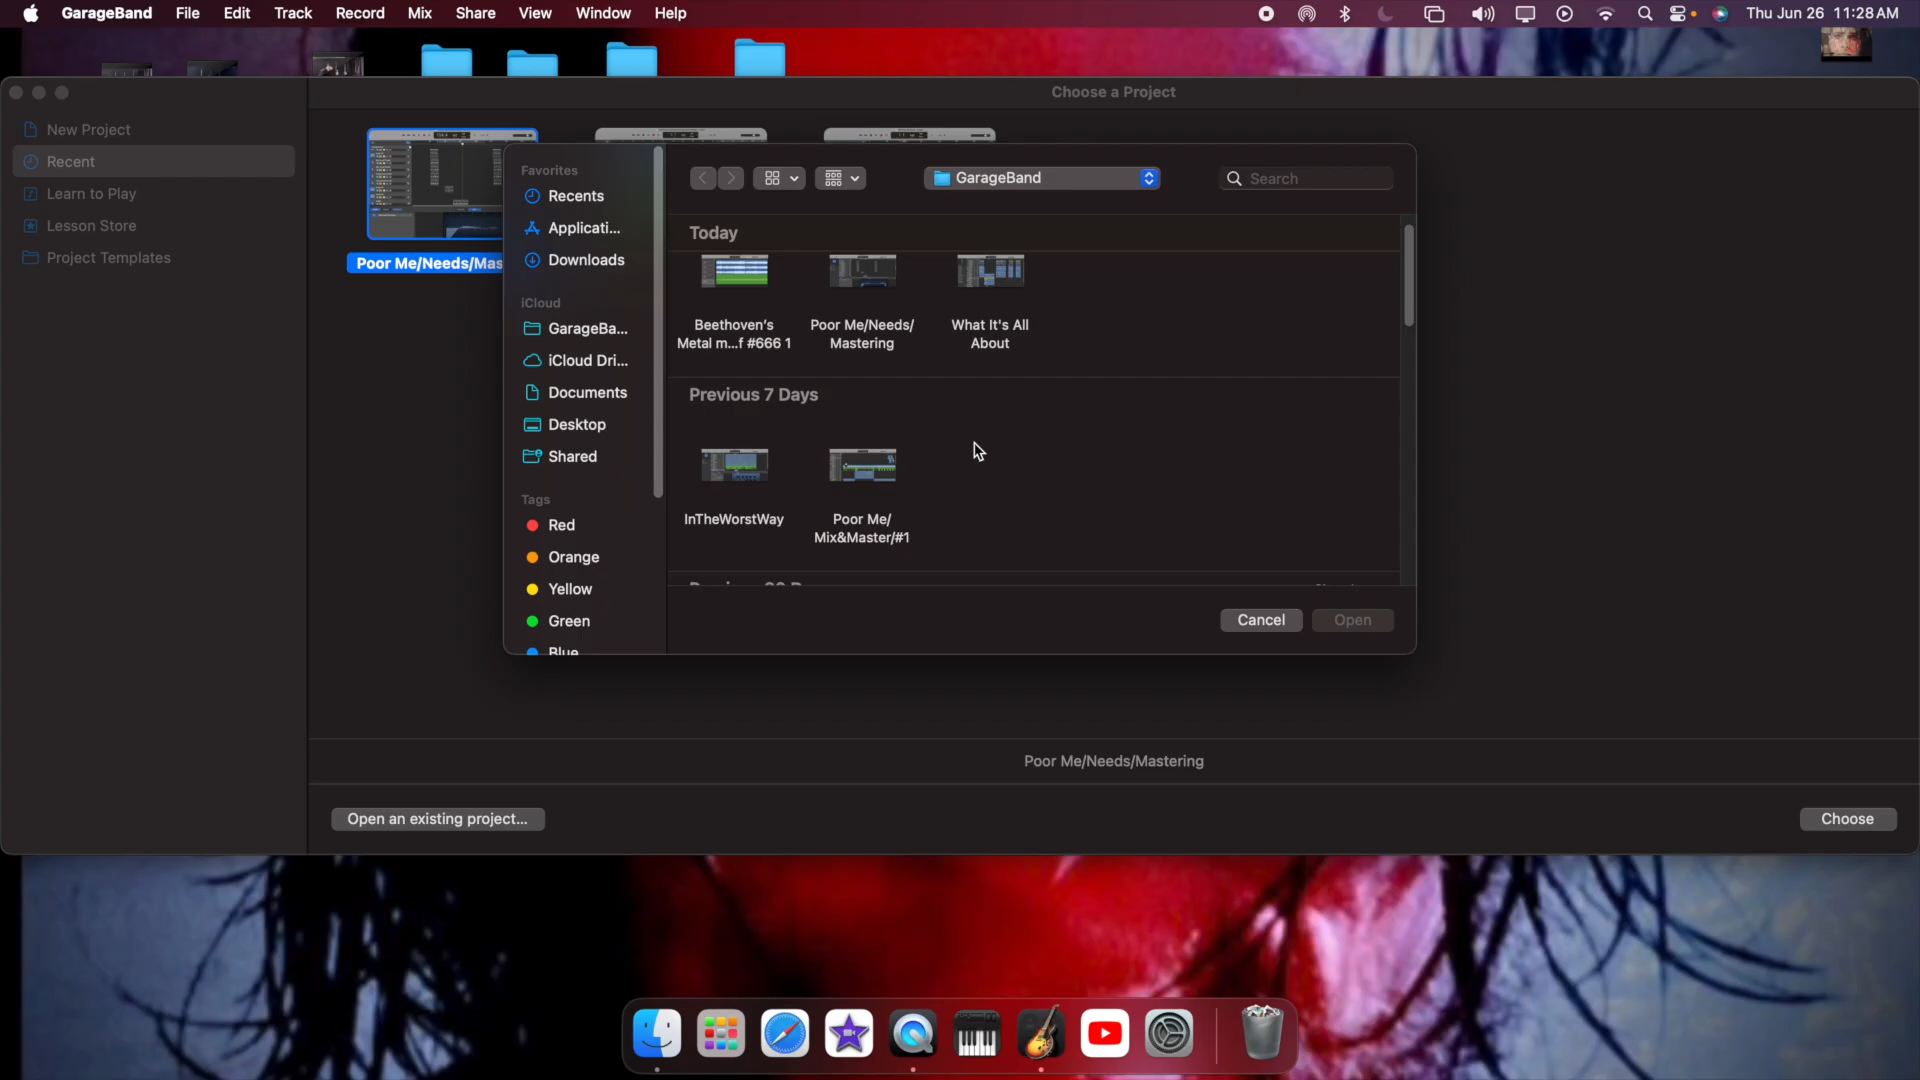 GarageBand File Edit Track Record Mix Share View Window Help Thu Jun 26 11:28 AM
Choose a Project
New Project
Recent
Learn to Play
Lesson Store
Project Templates
Poor Me/Needs/Mas
Favorites
Recents
Applicati...
Downloads
iCloud
GarageBa...
iCloud Dri...
Documents
Desktop
Shared
Tags
Red
Orange
Yellow
Green
Blue
GarageBand
Search
Today
Beethoven's
Metal m...f #666 1
Poor Me/Needs/
Mastering
What It's All
About
Previous 7 Days
InTheWorstWay
Poor Me/
Mix&Master/#1
Cancel
Open
Poor Me/Needs/Mastering
Open an existing project...
Choose